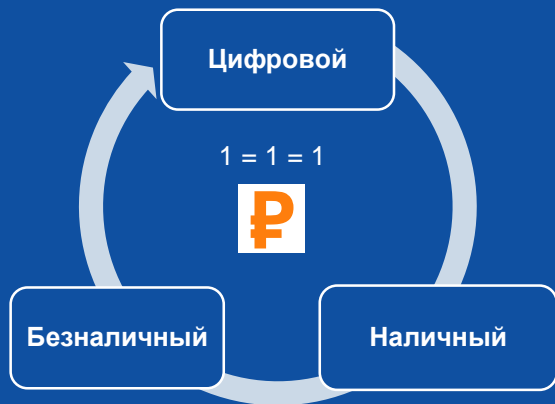 Цифровой
1 = 1 = 1
₽
Безналичный
Наличный